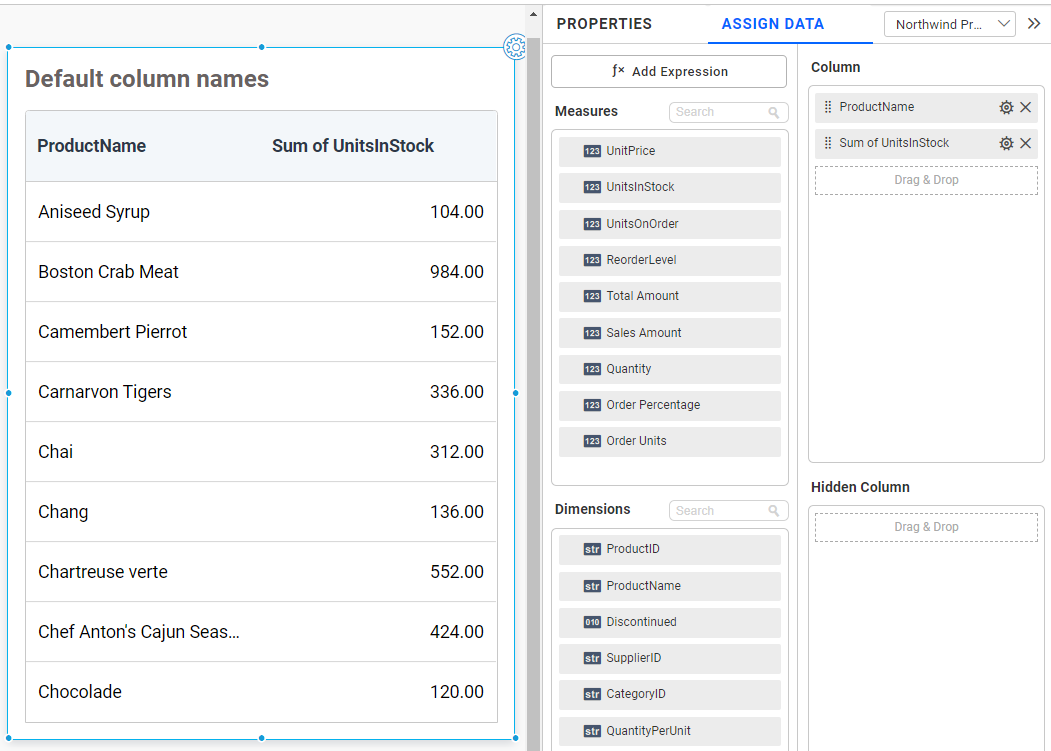 Default column names
ProductName Sum of UnitsInStock
Aniseed Syrup 104.00
Boston Crab Meat 984.00
Camembert Pierrot 152.00
Carnarvon Tigers 336.00
Chai 312.00
Chang 136.00
Chartreuse verte 552.00
Chef Anton's Cajun Seas... 424.00
Chocolade 120.00
PROPERTIES ASSIGN DATA Northwind Pr...
ƒx Add Expression
Measures Search
123 UnitPrice
123 UnitsInStock
123 UnitsOnOrder
123 ReorderLevel
123 Total Amount
123 Sales Amount
123 Quantity
123 Order Percentage
123 Order Units
Dimensions Search
str ProductID
str ProductName
010 Discontinued
str SupplierID
str CategoryID
str QuantityPerUnit
Column
ProductName
Sum of UnitsInStock
Drag & Drop
Hidden Column
Drag & Drop